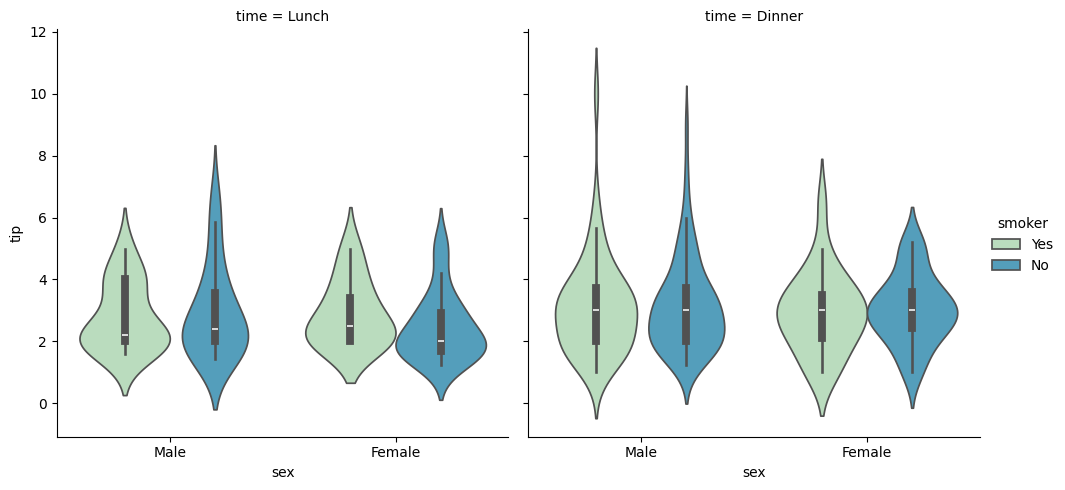 time = Lunch
time = Dinner
12
10
8
6
4
2
0
tip
Male
Female
sex
Male
Female
sex
smoker
Yes
No